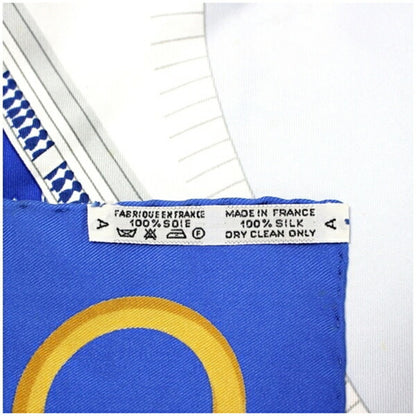 A
FABRIQUE EN FRANCE
100% SOIE
F
MADE IN FRANCE
100% SILK
DRY CLEAN ONLY
A